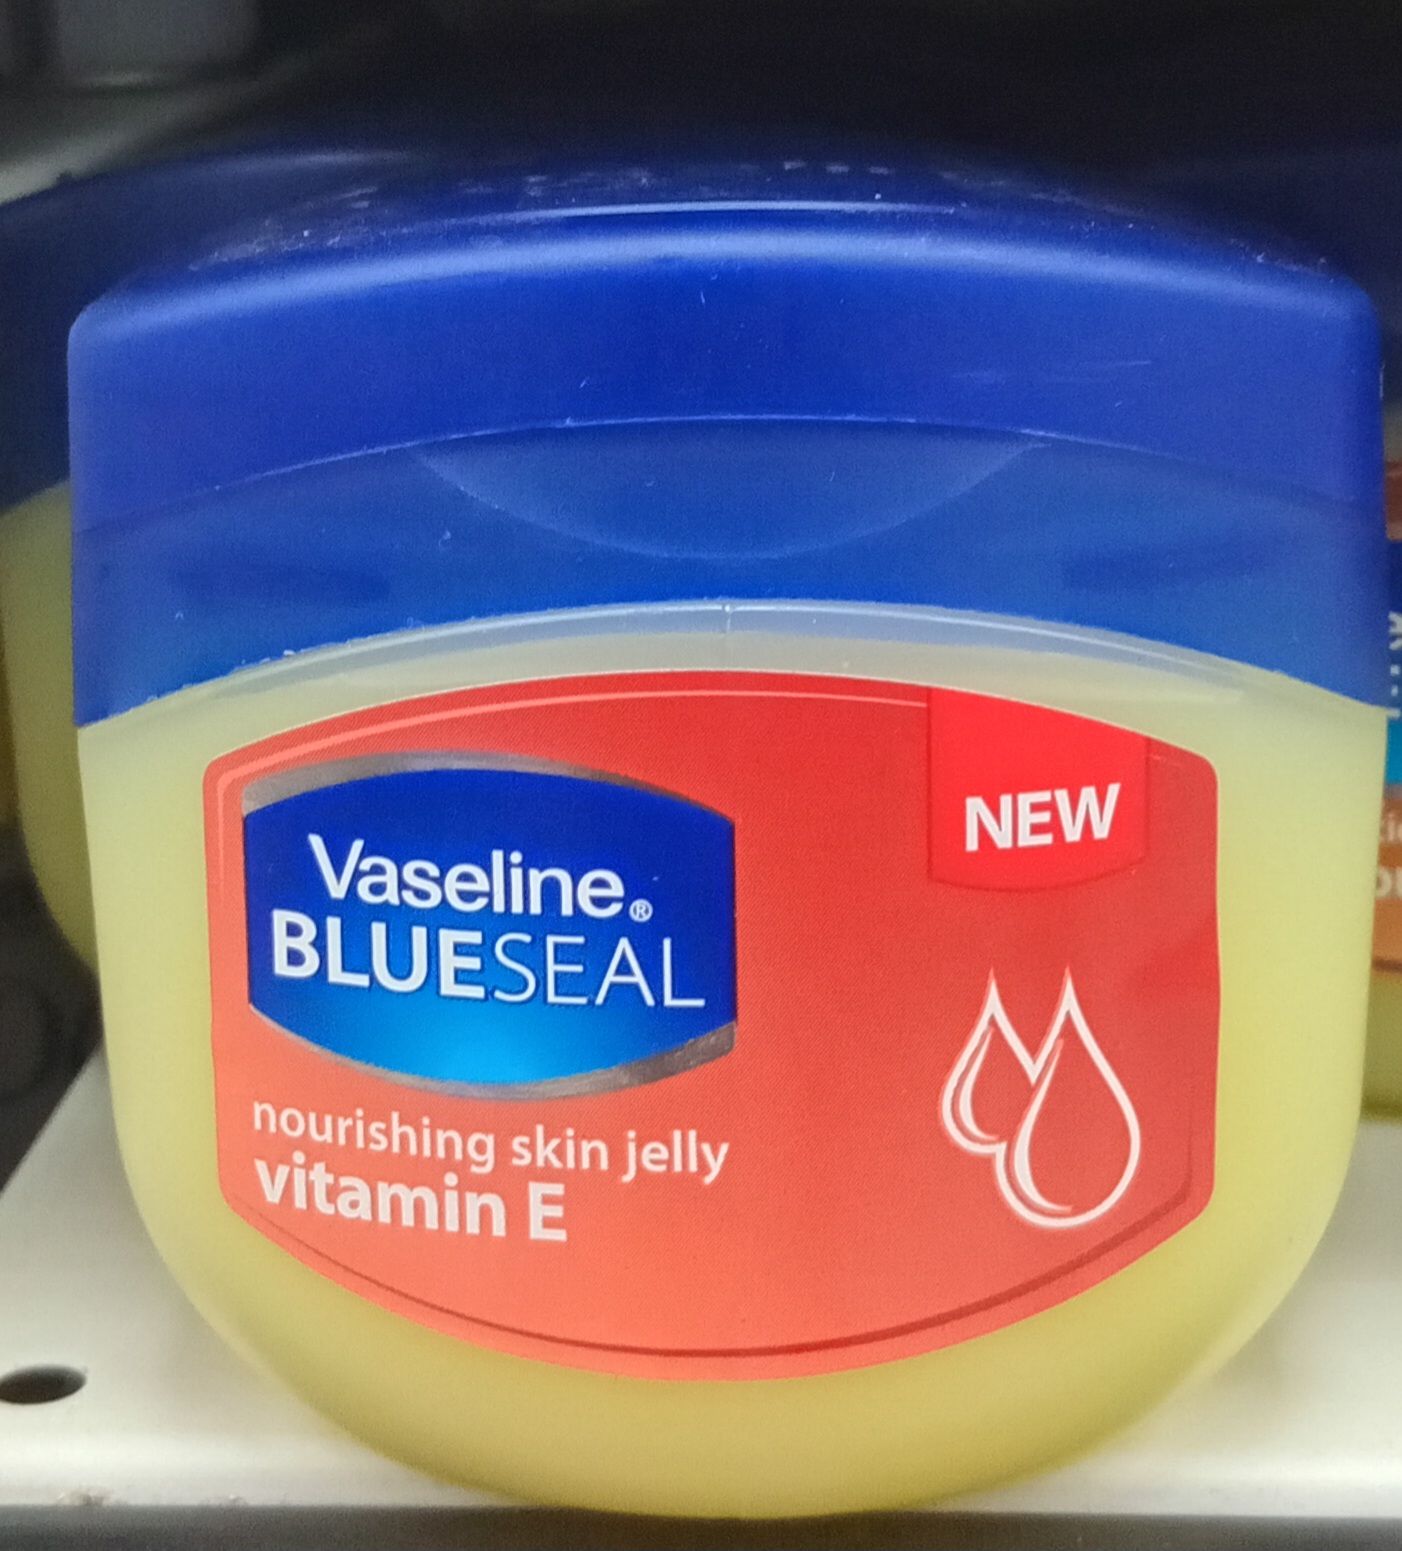 NEW
Vaseline®
BLUESEAL
nourishing skin jelly
vitamin E